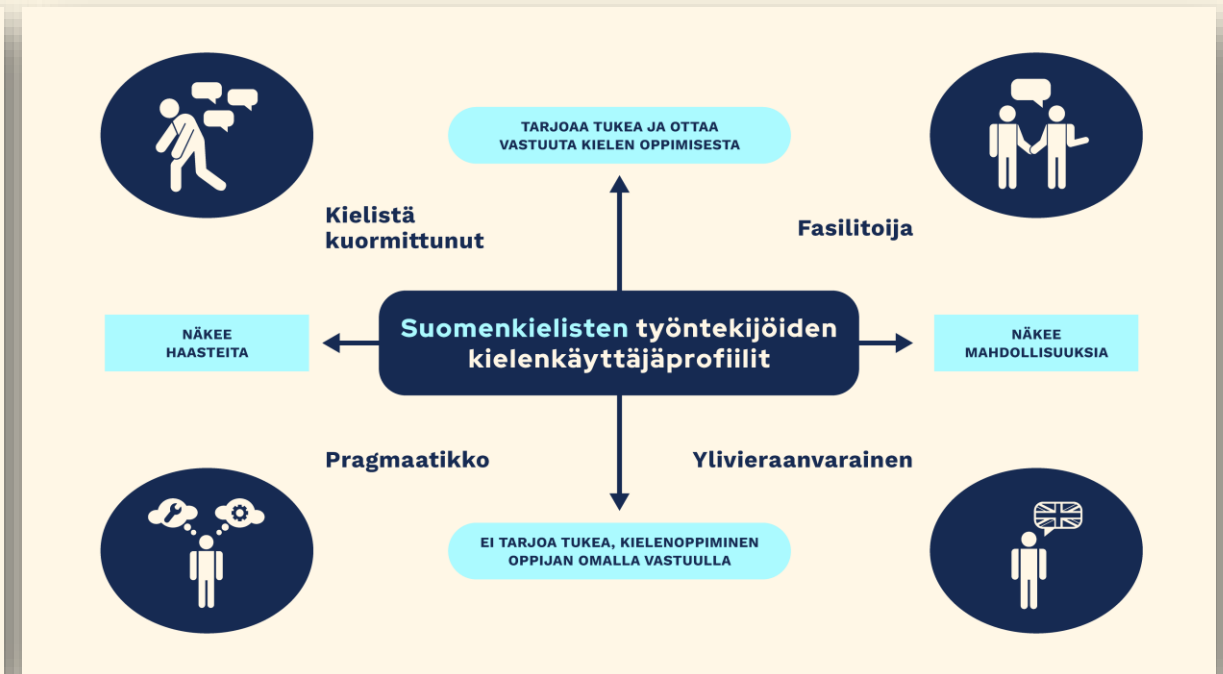 TARJOAA TUKEA JA OTTAA
VASTUUTA KIELEN OPPIMISESTA
Kielistä
kuormittunut
Fasilitoija
NÄKEE
HAASTEITA
Suomenkielisten työntekijöiden
kielenkäyttäjäprofiilit
NÄKEE
MAHDOLLISUUKSIA
Pragmaatikko
Ylivieraanvarainen
EI TARJOA TUKEA, KIELENOPPIMINEN
OPPIJAN OMALLA VASTUULLA